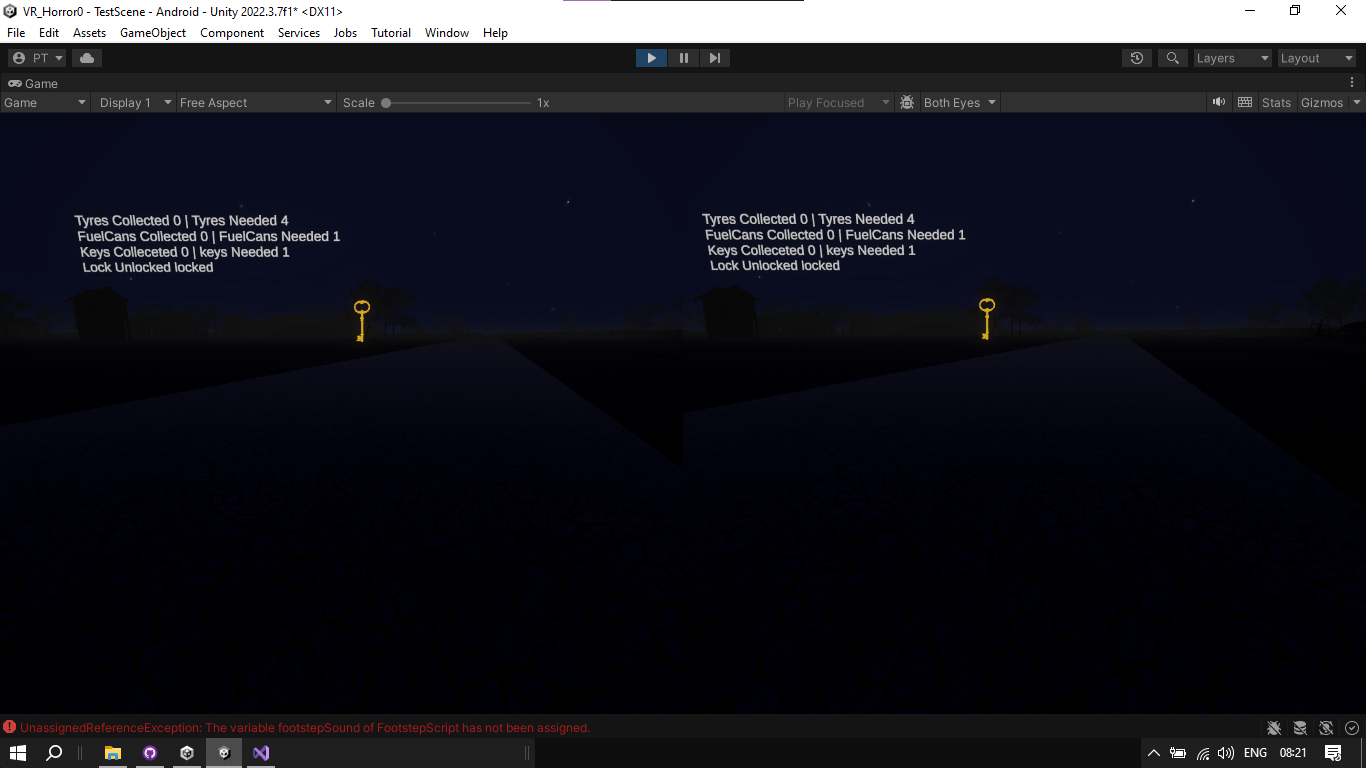 VR_Horror0 - TestScene - Android - Unity 2022.3.7f1* <DX11>
File Edit Assets GameObject Component Services Jobs Tutorial Window Help
PT Layers Layout
Game
Game Display 1 Free Aspect Scale 1x Play Focused Both Eyes Stats Gizmos
Tyres Collected 0 | Tyres Needed 4
FuelCans Collected 0 | FuelCans Needed 1
Keys Colleceted 0 | keys Needed 1
Lock Unlocked locked
Tyres Collected 0 | Tyres Needed 4
FuelCans Collected 0 | FuelCans Needed 1
Keys Colleceted 0 | keys Needed 1
Lock Unlocked locked
UnassignedReferenceException: The variable footstepSound of FootstepScript has not been assigned.
ENG 08:21